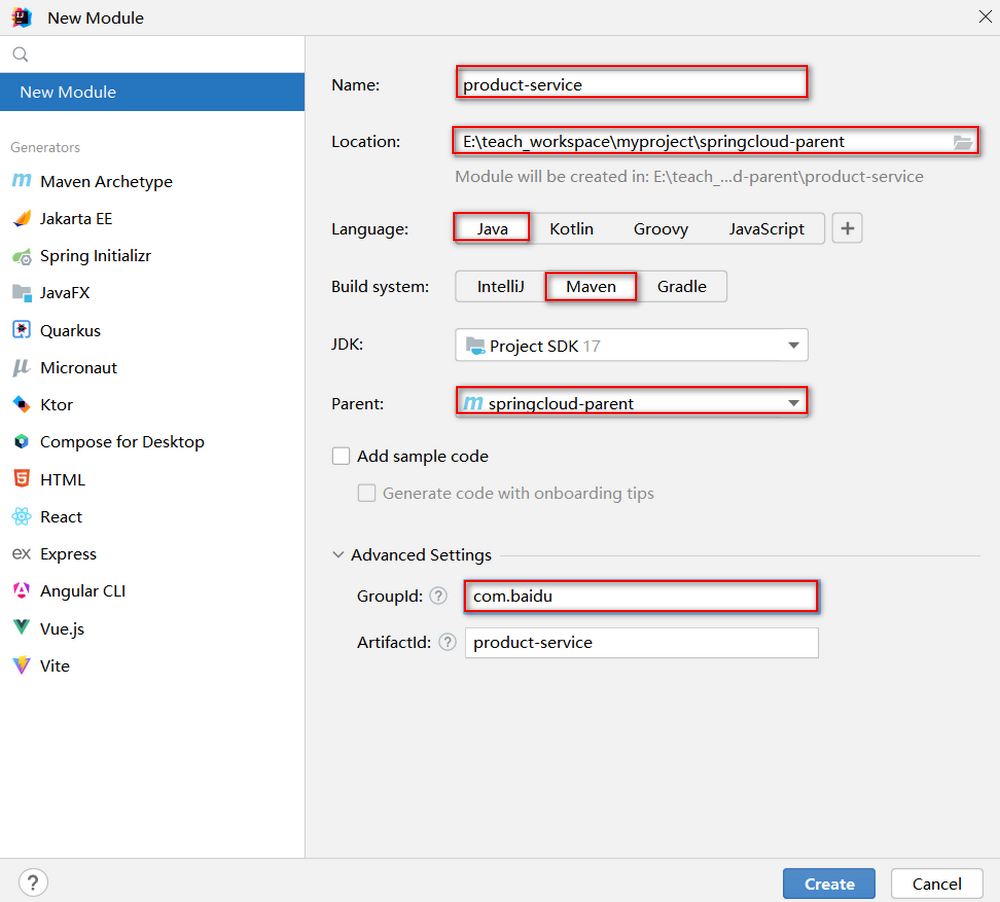 New Module
New Module
Generators
Maven Archetype
Jakarta EE
Spring Initializr
JavaFX
Quarkus
Micronaut
Ktor
Compose for Desktop
HTML
React
Express
Angular CLI
Vue.js
Vite
Name: product-service
Location: E:\teach_workspace\myproject\springcloud-parent
Module will be created in: E:\teach_...d-parent\product-service
Language: Java Kotlin Groovy JavaScript +
Build system: IntelliJ Maven Gradle
JDK: Project SDK 17
Parent: springcloud-parent
Add sample code
Generate code with onboarding tips
Advanced Settings
GroupId: ? com.baidu
ArtifactId: ? product-service
? Create Cancel